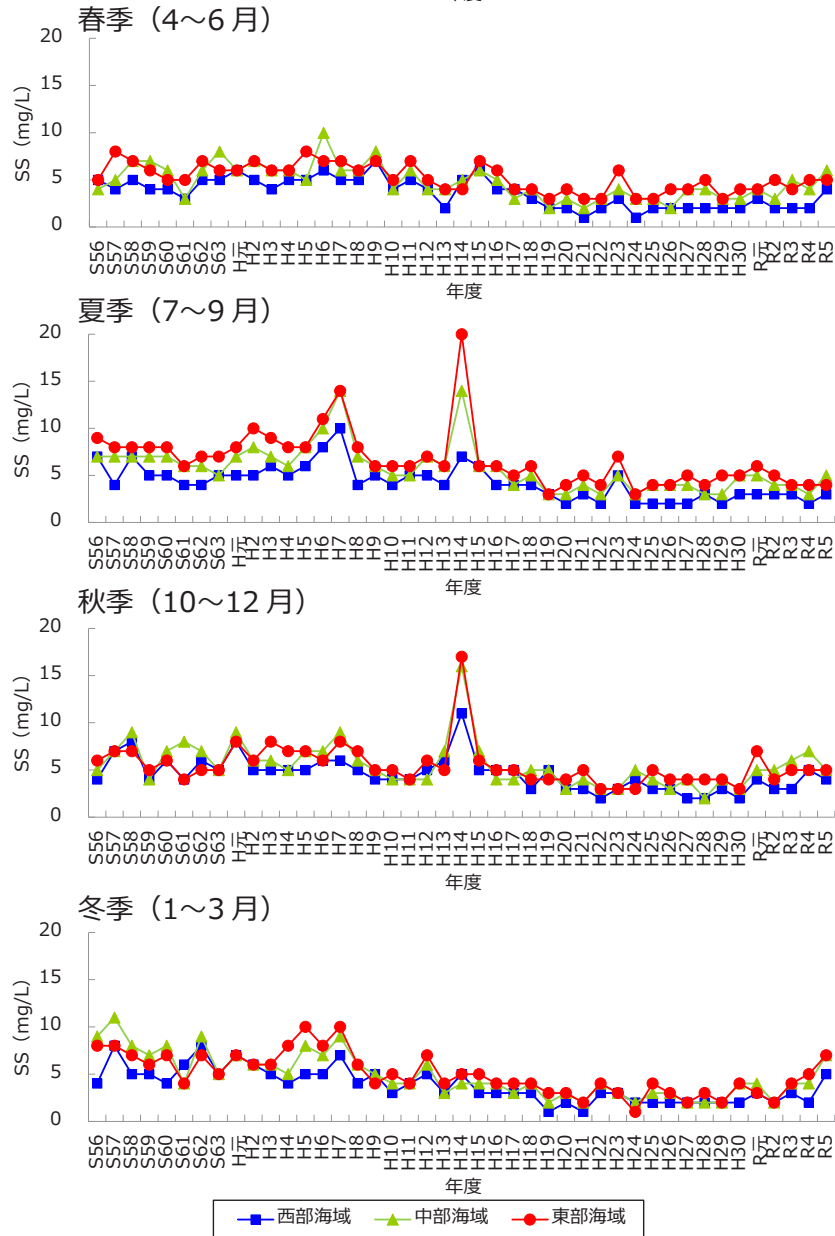 春季（4～6 月）
SS（mg/L）
20
15
10
5
0
S56 S57 S58 S59 S60 S61 S62 S63 H元 H2 H3 H4 H5 H6 H7 H8 H9 H10 H11 H12 H13 H14 H15 H16 H17 H18 H19 H20 H21 H22 H23 H24 H25 H26 H27 H28 H29 H30 R元 R2 R3 R4 R5
年度
夏季（7～9 月）
SS（mg/L）
20
15
10
5
0
S56 S57 S58 S59 S60 S61 S62 S63 H元 H2 H3 H4 H5 H6 H7 H8 H9 H10 H11 H12 H13 H14 H15 H16 H17 H18 H19 H20 H21 H22 H23 H24 H25 H26 H27 H28 H29 H30 R元 R2 R3 R4 R5
年度
秋季（10～12 月）
SS（mg/L）
20
15
10
5
0
S56 S57 S58 S59 S60 S61 S62 S63 H元 H2 H3 H4 H5 H6 H7 H8 H9 H10 H11 H12 H13 H14 H15 H16 H17 H18 H19 H20 H21 H22 H23 H24 H25 H26 H27 H28 H29 H30 R元 R2 R3 R4 R5
年度
冬季（1～3 月）
SS（mg/L）
20
15
10
5
0
S56 S57 S58 S59 S60 S61 S62 S63 H元 H2 H3 H4 H5 H6 H7 H8 H9 H10 H11 H12 H13 H14 H15 H16 H17 H18 H19 H20 H21 H22 H23 H24 H25 H26 H27 H28 H29 H30 R元 R2 R3 R4 R5
年度
西部海域 中部海域 東部海域